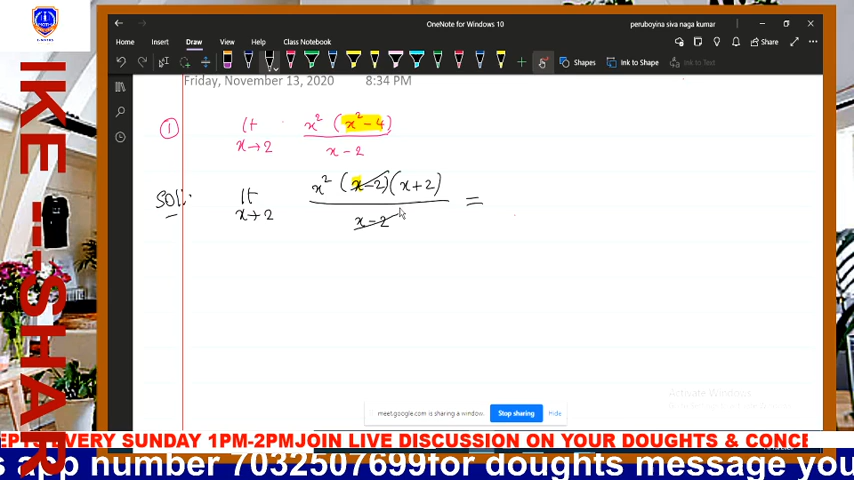 OneNote for Windows 10
peruboyina siva naga kumar
Home Insert Draw View Help Class Notebook
Share
Shapes Ink to Shape Ink to Text
Friday, November 13, 2020 8:34 PM
① lt x→2 x² (x² - 4) / x - 2
Sol: lt x→2 x² (x-2)(x+2) / x-2 =
Activate Windows
meet.google.com is sharing a window. Stop sharing Hide
EPTS EVERY SUNDAY 1PM-2PMJOIN LIVE DISCUSSION ON YOUR DOUGHTS & CONCE
s app number 7032507699for doughts message you